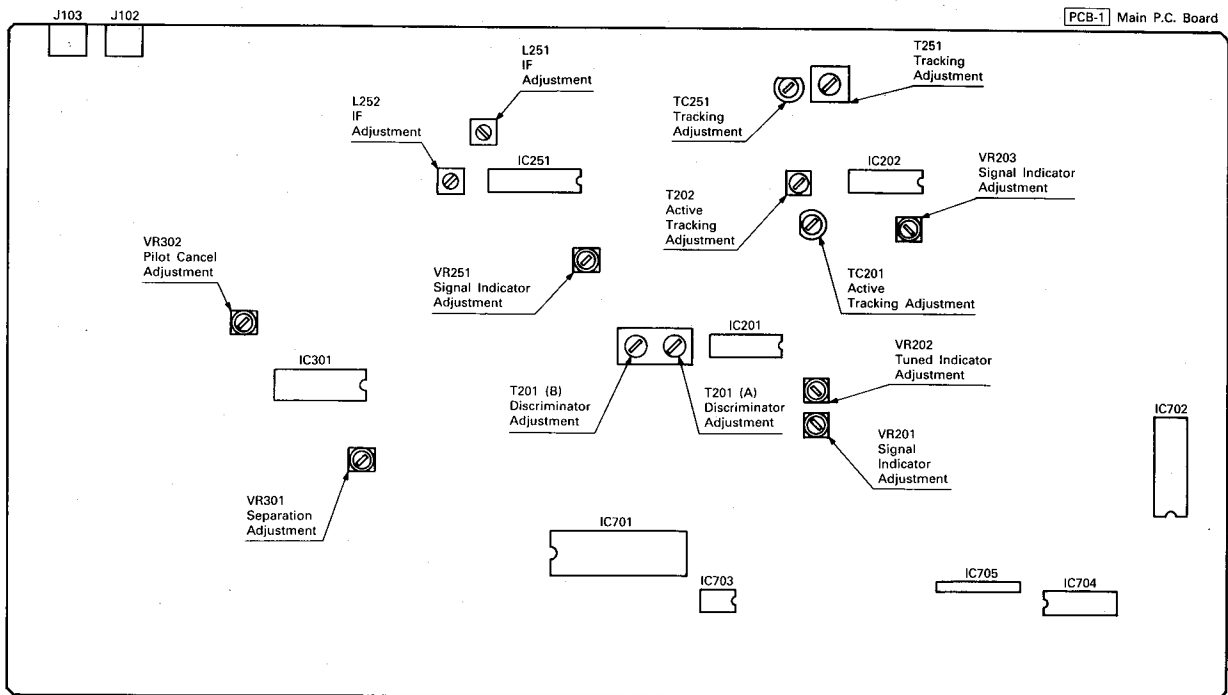 J103
J102
PCB-1 Main P.C. Board
L251
IF
Adjustment
T251
Tracking
Adjustment
L252
IF
Adjustment
TC251
Tracking
Adjustment
IC251
IC202
VR203
Signal Indicator
Adjustment
T202
Active
Tracking
Adjustment
VR302
Pilot Cancel
Adjustment
VR251
Signal Indicator
Adjustment
TC201
Active
Tracking Adjustment
IC201
IC301
VR202
Tuned Indicator
Adjustment
T201 (B)
Discriminator
Adjustment
T201 (A)
Discriminator
Adjustment
IC702
VR201
Signal
Indicator
Adjustment
VR301
Separation
Adjustment
IC701
IC703
IC705
IC704